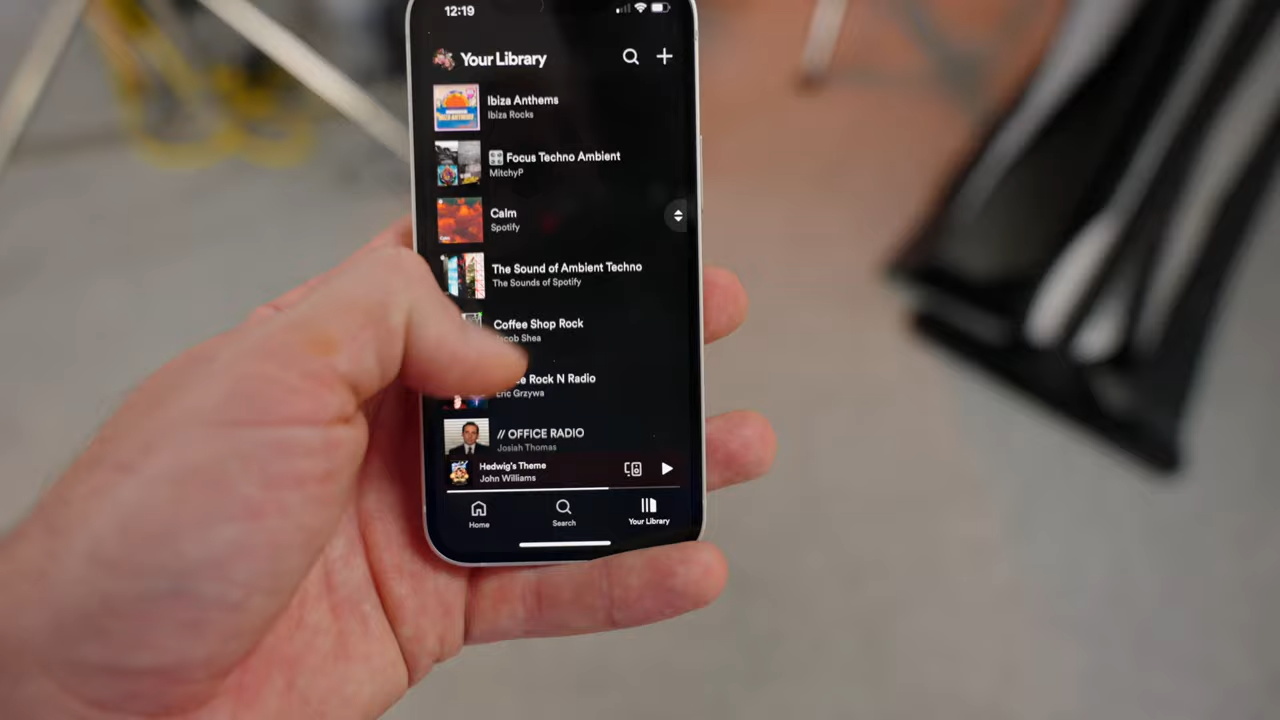 12:19
Your Library
Ibiza Anthems
Ibiza Rocks
Focus Techno Ambient
MitchyP
Calm
Spotify
The Sound of Ambient Techno
The Sounds of Spotify
Coffee Shop Rock
Shea
Rock N Radio
Eric Grzywa
// OFFICE RADIO
Josiah Thomas
Hedwig's Theme
John Williams
Home
Search
Your Library